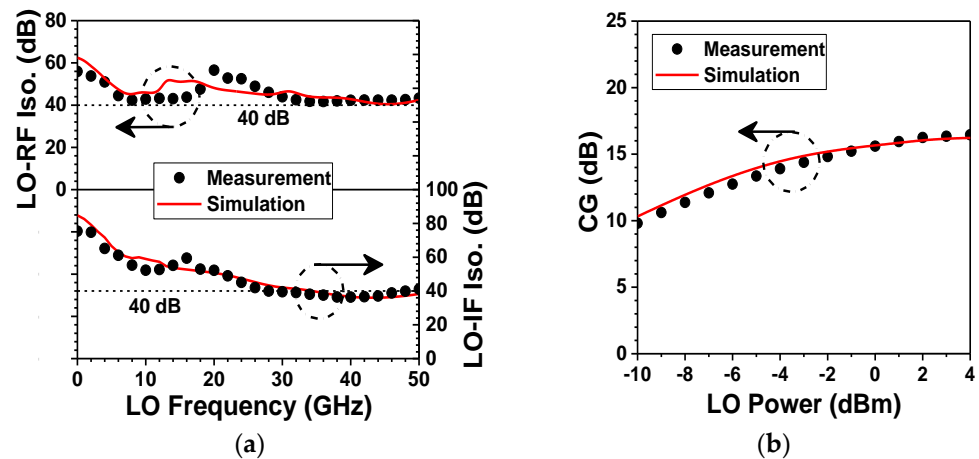 LO-RF Iso. (dB)
80
60
40
20
0
40 dB
Measurement
Simulation
100
80
60
40
20
0
LO-IF Iso. (dB)
40 dB
0 10 20 30 40 50
LO Frequency (GHz)
(a)
CG (dB)
25
20
15
10
5
0
Measurement
Simulation
-10 -8 -6 -4 -2 0 2 4
LO Power (dBm)
(b)